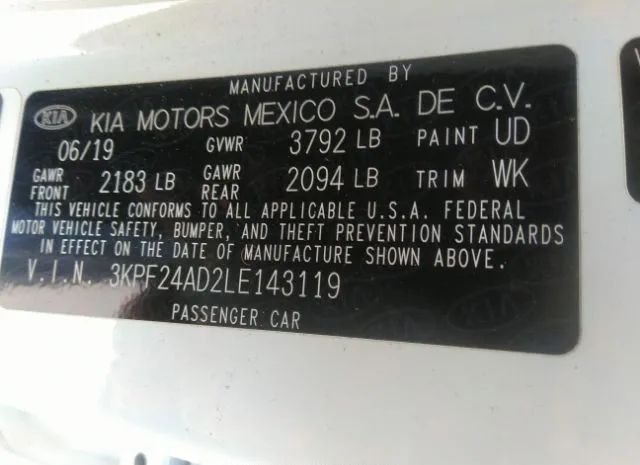 MANUFACTURED BY
KIA KIA MOTORS MEXICO S.A. DE C.V.
06/19 GVWR 3792 LB PAINT UD
GAWR FRONT 2183 LB GAWR REAR 2094 LB TRIM WK
THIS VEHICLE CONFORMS TO ALL APPLICABLE U.S.A. FEDERAL
MOTOR VEHICLE SAFETY, BUMPER, AND THEFT PREVENTION STANDARDS
IN EFFECT ON THE DATE OF MANUFACTURE SHOWN ABOVE.
V.I.N. 3KPF24AD2LE143119
PASSENGER CAR